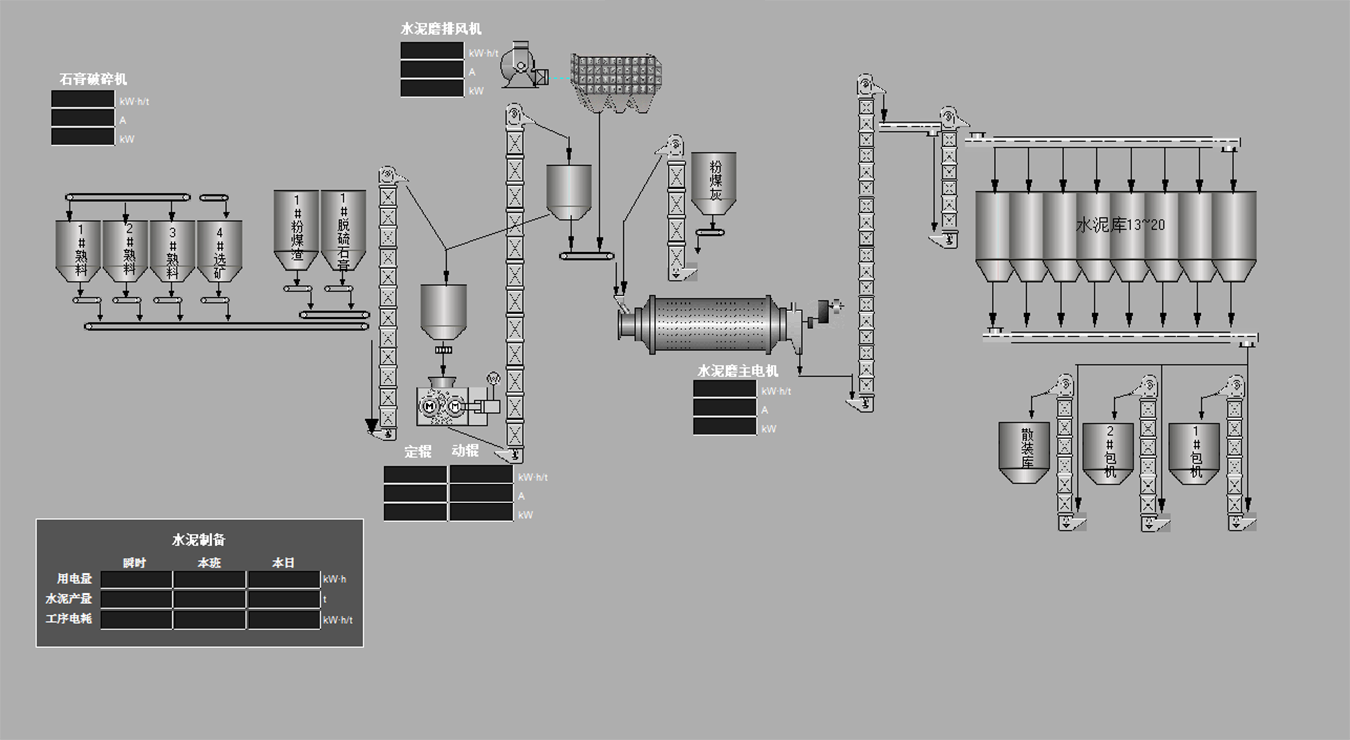 水泥磨排风机
kW·h/t
A
kW
石膏破碎机
kW·h/t
A
kW
1#熟料
2#熟料
3#熟料
4#选矿
1#粉煤渣
1#脱硫石膏
粉煤灰
水泥库13~20
M
M
W
水泥磨主电机
kW·h/t
A
kW
定辊 动辊
kW·h/t
A
kW
散装库
2#包机
1#包机
水泥制备
瞬时 本班 本日
用电量 kW·h
水泥产量 t
工序电耗 kW·h/t